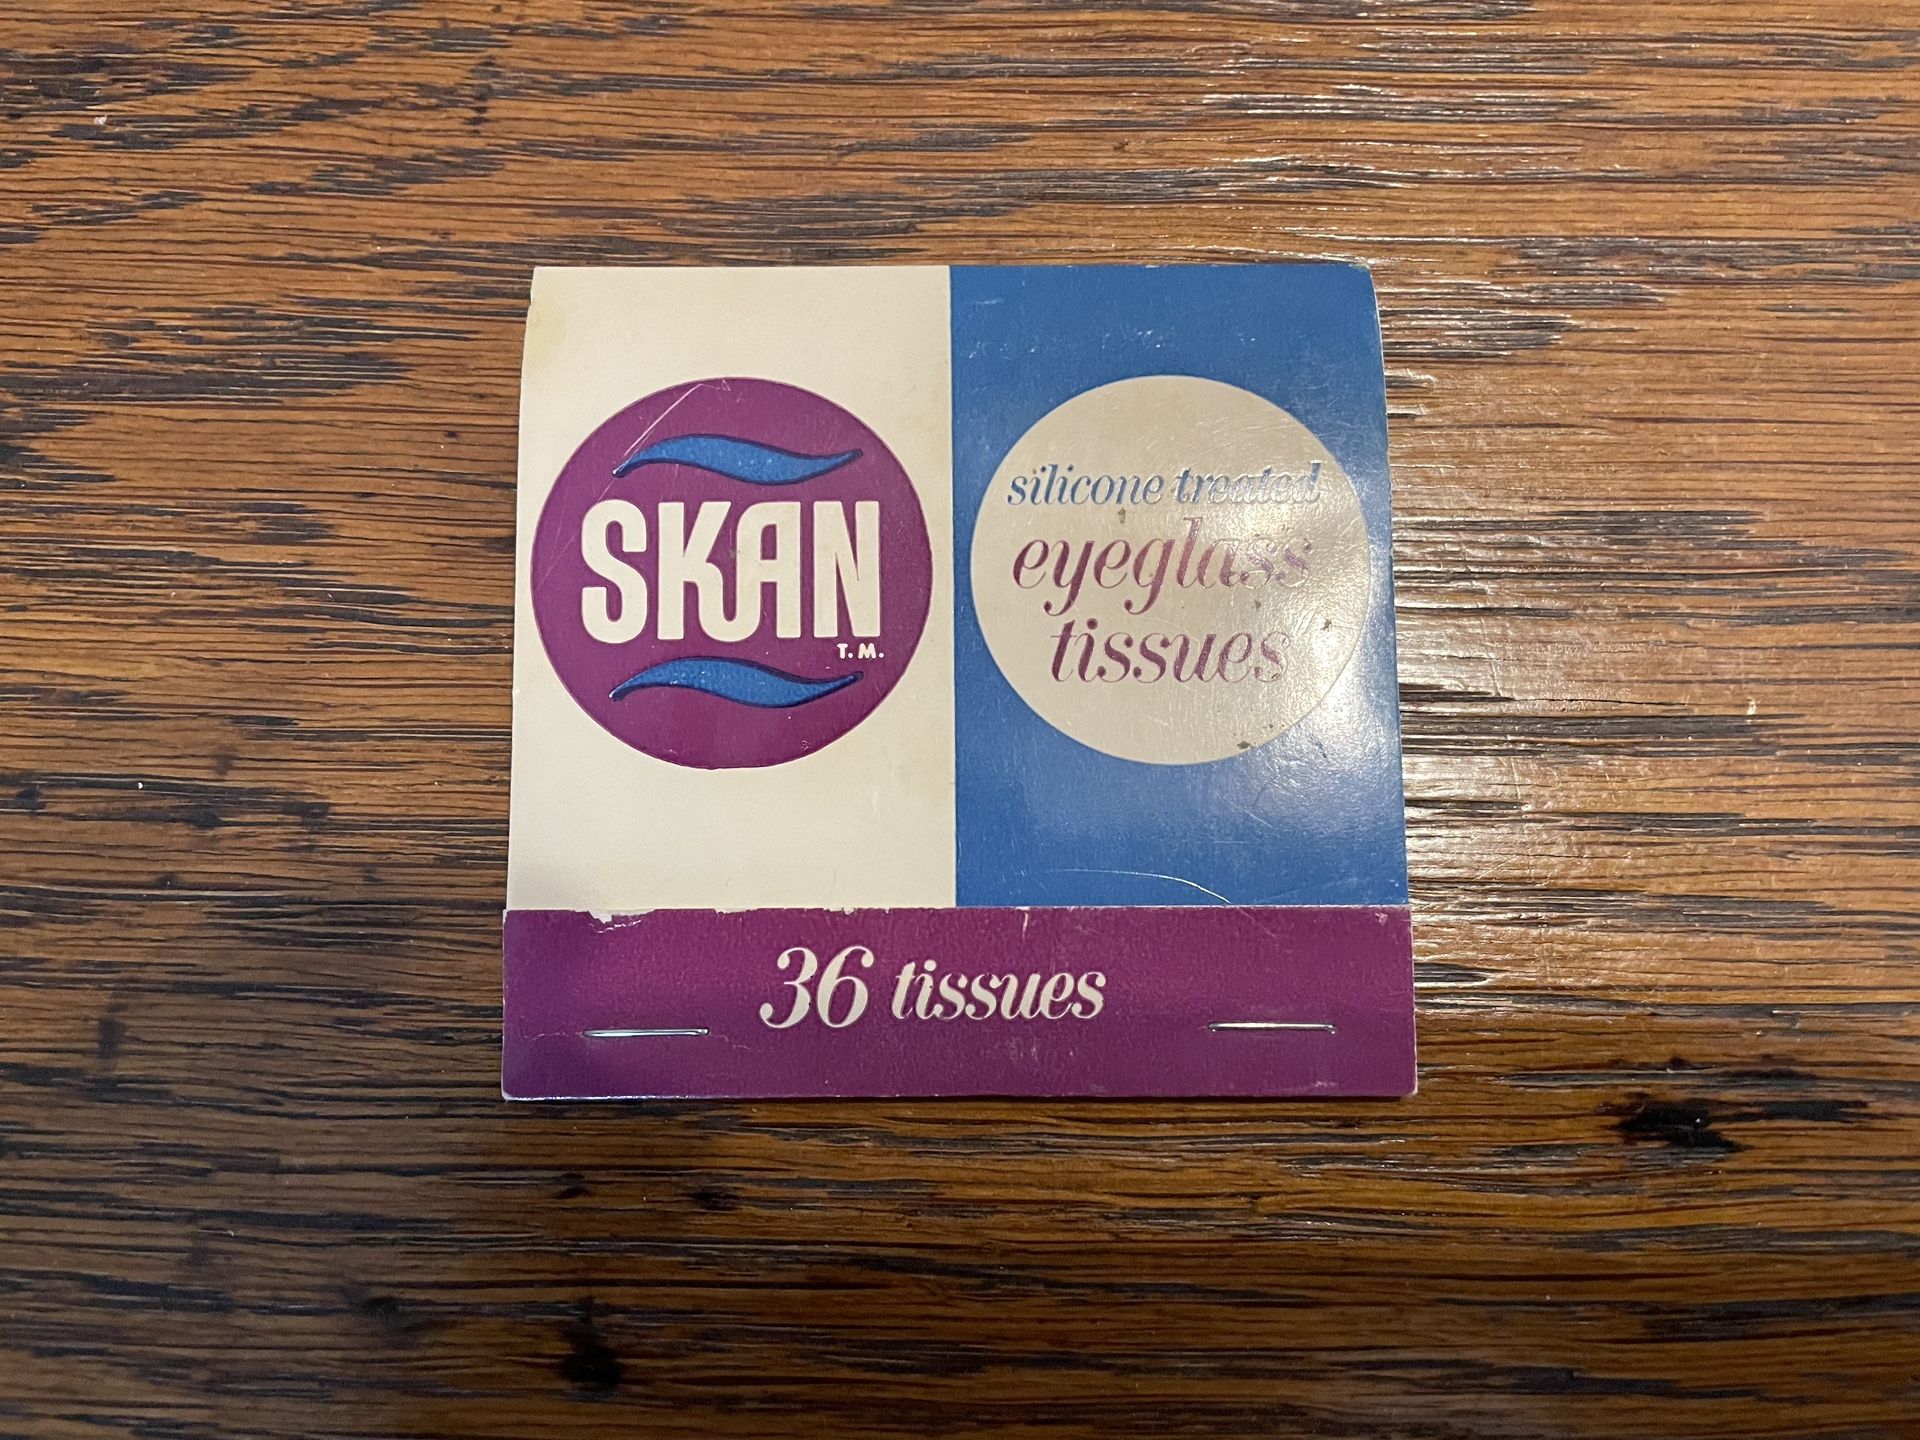 SKAN
T.M.
silicone treated
eyeglass
tissues
36 tissues